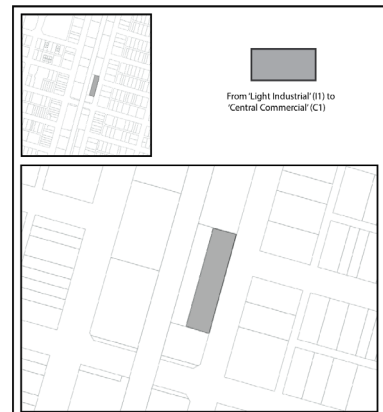 From ‘Light Industrial’ (I1) to
‘Central Commercial’ (C1)